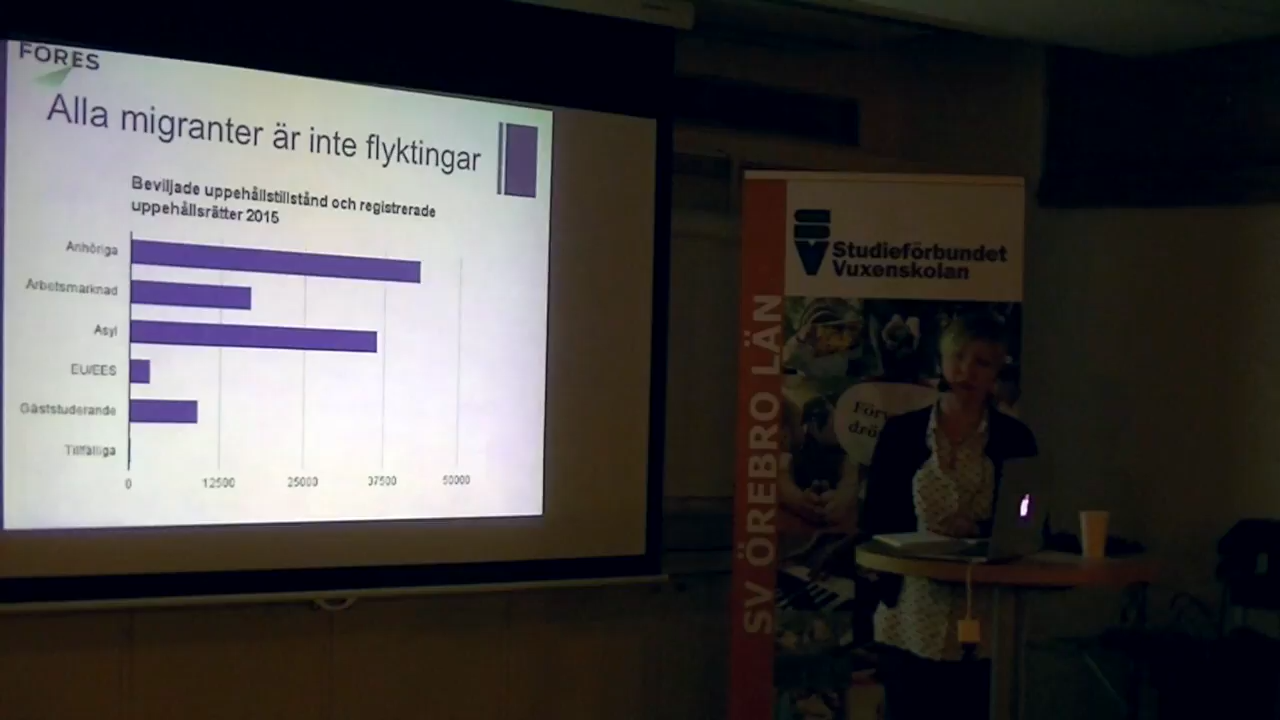 FORES
Alla migranter är inte flyktingar
Beviljade uppehållstillstånd och registrerade
uppehållsrätter 2015
Anhöriga
Arbetsmarknad
Asyl
EU/EES
Gäststuderande
Tillfälliga
0 12500 25000 37500 50000
SV
Studieförbundet
Vuxenskolan
SV ÖREBRO LÄN